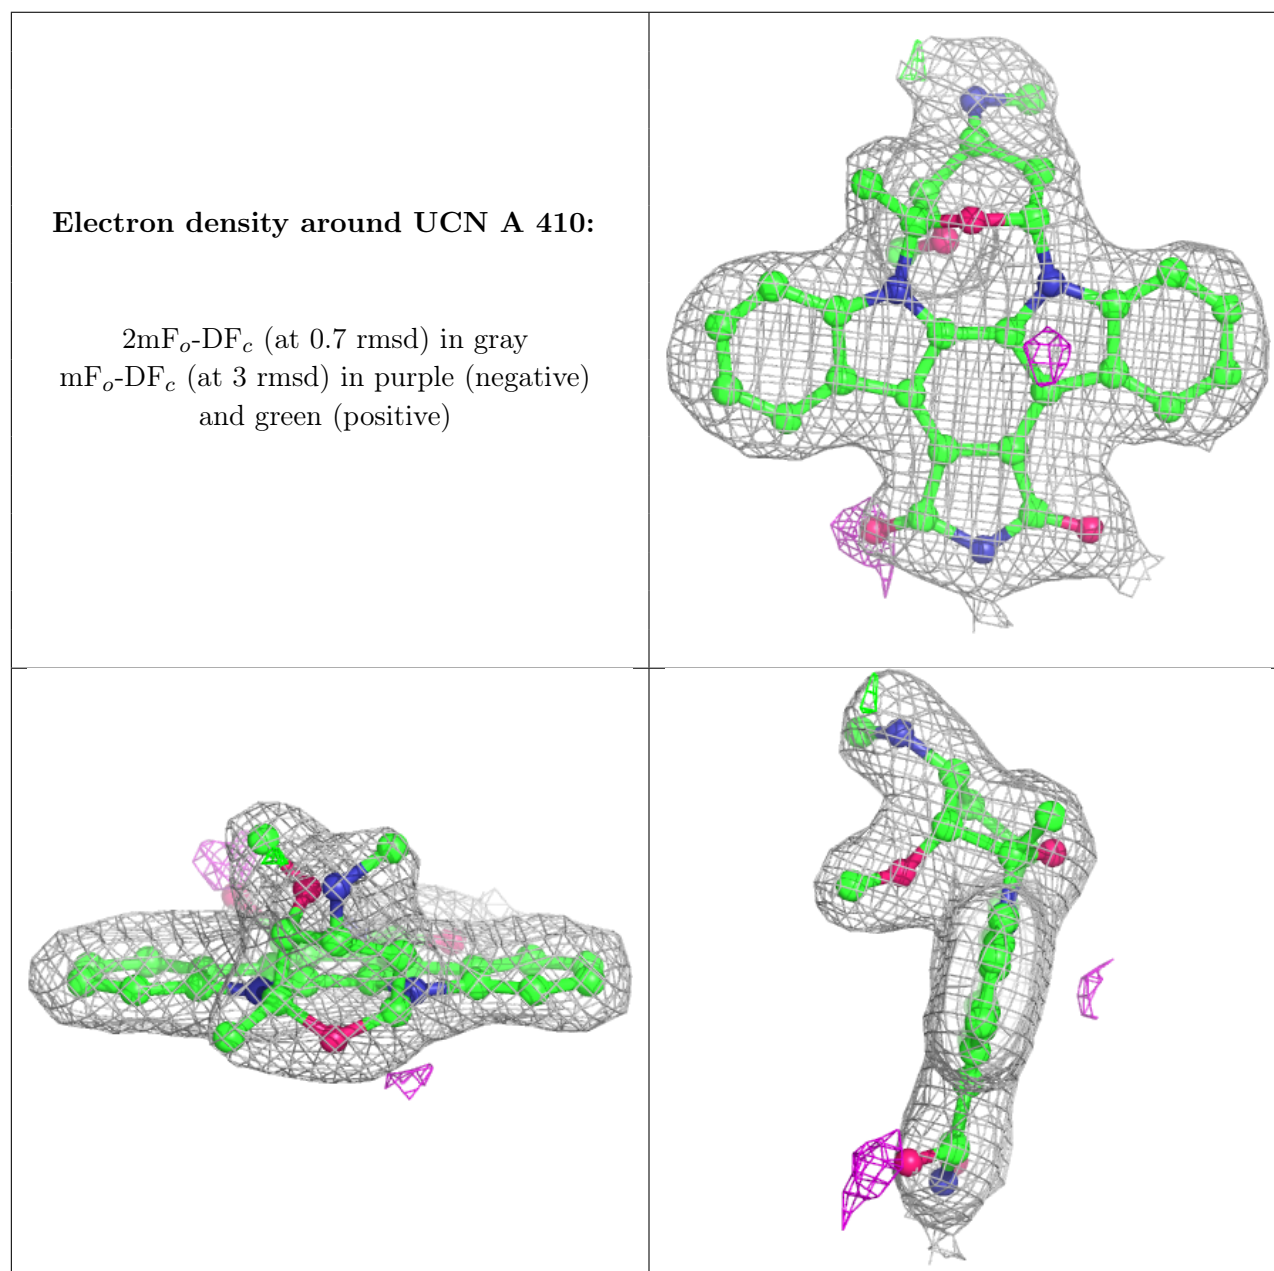 Electron density around UCN A 410:
2mFo-DFc (at 0.7 rmsd) in gray
mFo-DFc (at 3 rmsd) in purple (negative)
and green (positive)